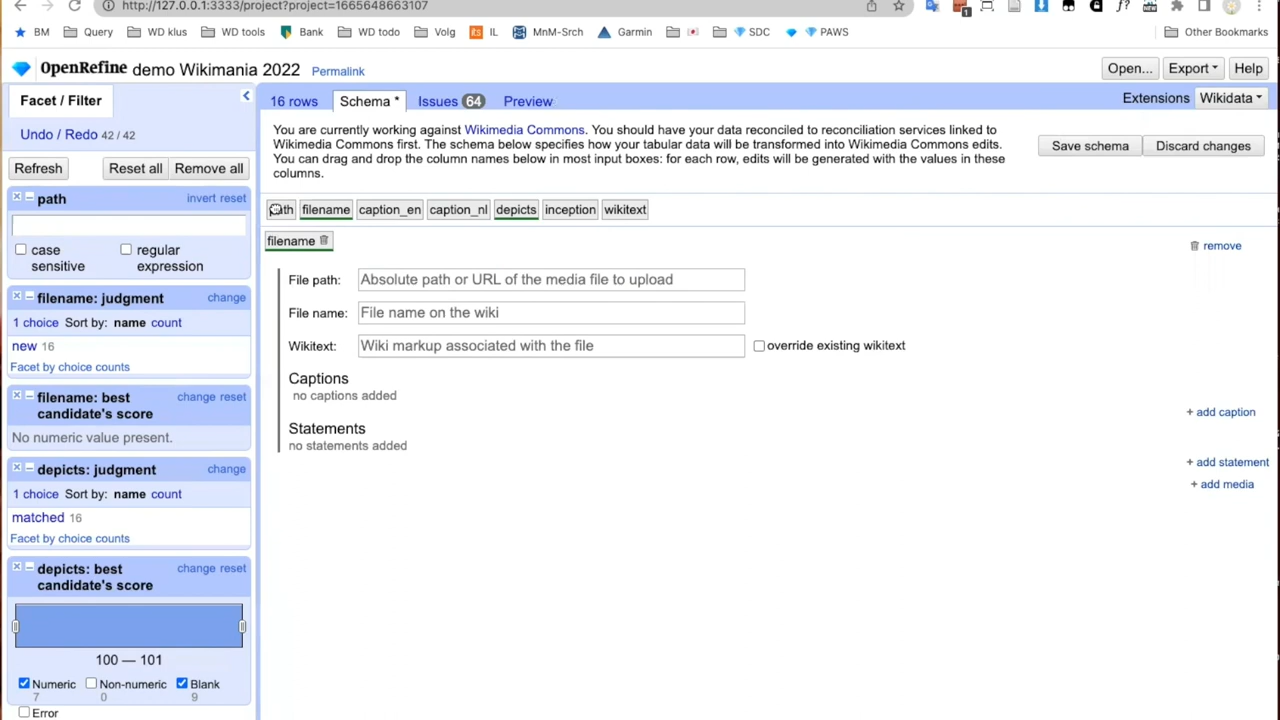 http://127.0.0.1:3333/project?project=1665648663107
1
BM Query WD klus WD tools Bank WD todo Volg IL MnM-Srch Garmin SDC PAWS Other Bookmarks
OpenRefine demo Wikimania 2022 Permalink Open... Export Help
Facet / Filter
16 rows Schema * Issues 64 Preview Extensions Wikidata
Undo / Redo 42 / 42
Refresh Reset all Remove all
You are currently working against Wikimedia Commons. You should have your data reconciled to reconciliation services linked to
Wikimedia Commons first. The schema below specifies how your tabular data will be transformed into Wikimedia Commons edits.
You can drag and drop the column names below in most input boxes: for each row, edits will be generated with the values in these
columns.
Save schema Discard changes
path invert reset
case sensitive
regular expression
filename: judgment change
1 choice Sort by: name count
new 16
Facet by choice counts
filename: best candidate's score change reset
No numeric value present.
depicts: judgment change
1 choice Sort by: name count
matched 16
Facet by choice counts
depicts: best candidate's score change reset
100 — 101
Numeric 7
Non-numeric 0
Blank 9
Error
filename caption_en caption_nl depicts inception wikitext
filename
remove
File path: Absolute path or URL of the media file to upload
File name: File name on the wiki
Wikitext: Wiki markup associated with the file override existing wikitext
Captions
no captions added
+ add caption
Statements
no statements added
+ add statement
+ add media